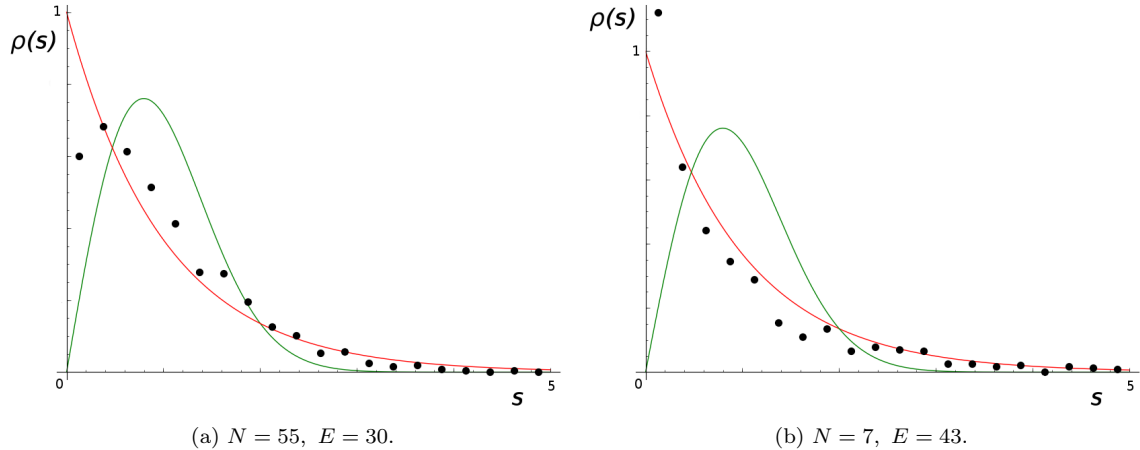 1
ρ(s)
0
5
s
(a) N = 55, E = 30.
1
ρ(s)
0
5
s
(b) N = 7, E = 43.